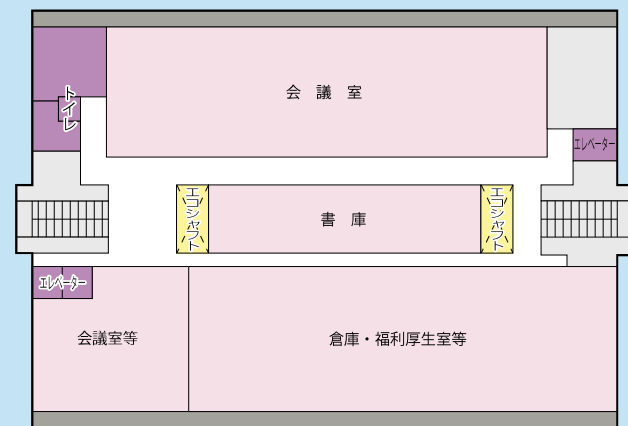 会議室
トイレ
エレベーター
エコシャフト
書庫
エコシャフト
エレベーター
会議室等
倉庫・福利厚生室等